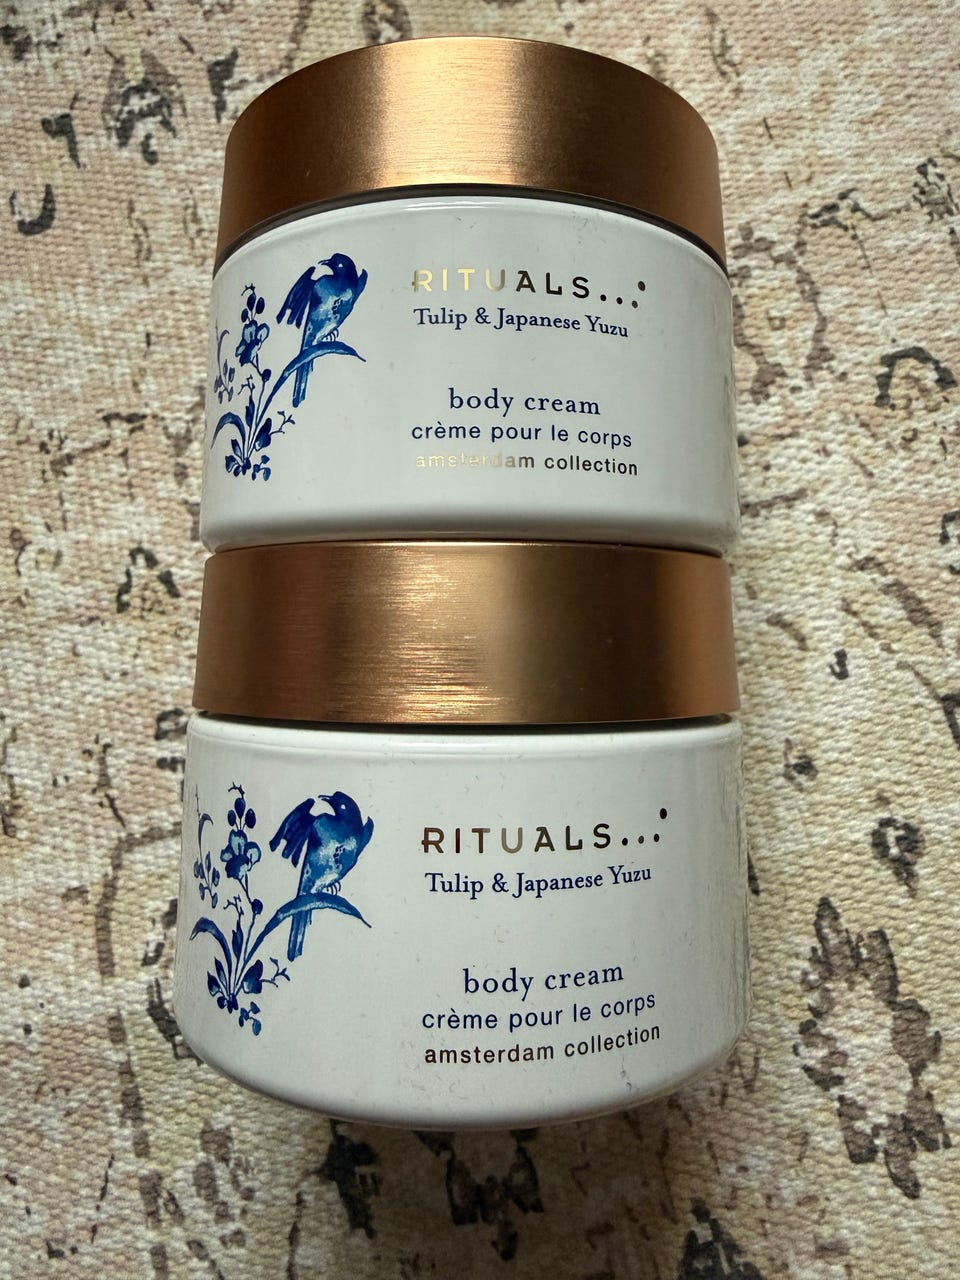 RITUALS...
Tulip & Japanese Yuzu
body cream
crème pour le corps
amsterdam collection
RITUALS...
Tulip & Japanese Yuzu
body cream
crème pour le corps
amsterdam collection